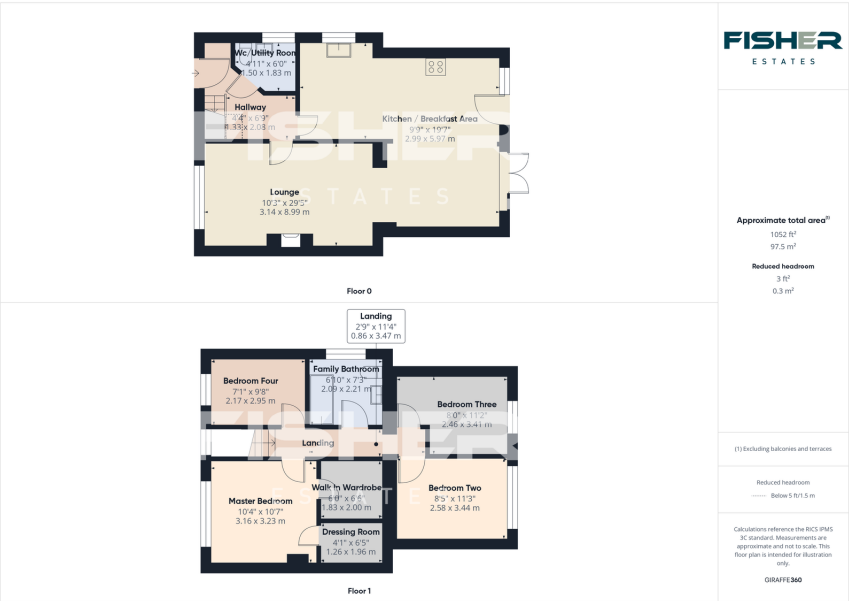 Wc/Utility Room
4'11" x 6'0"
1.50 x 1.83 m
Hallway
4'4" x 6'9"
1.33 x 2.08 m
Kitchen / Breakfast Area
9'9" x 19'7"
2.99 x 5.97 m
Lounge
10'3" x 29'5"
3.14 x 8.99 m
FISHER
ESTATES
Floor 0
Landing
2'9" x 11'4"
0.86 x 3.47 m
Family Bathroom
6'10" x 7'3"
2.09 x 2.21 m
Bedroom Four
7'1" x 9'8"
2.17 x 2.95 m
Bedroom Three
8'0" x 11'2"
2.46 x 3.41 m
Landing
Master Bedroom
10'4" x 10'7"
3.16 x 3.23 m
Walk In Wardrobe
6'0" x 6'6"
1.83 x 2.00 m
Bedroom Two
8'5" x 11'3"
2.58 x 3.44 m
Dressing Room
4'1" x 6'5"
1.26 x 1.96 m
FISHER
ESTATES
Floor 1
FISHER
ESTATES
Approximate total area(1)
1052 ft²
97.5 m²
Reduced headroom
3 ft²
0.3 m²
(1) Excluding balconies and terraces
Reduced headroom
Below 5 ft/1.5 m
Calculations reference the RICS IPMS
3C standard. Measurements are
approximate and not to scale. This
floor plan is intended for illustration
only.
GIRAFFE360